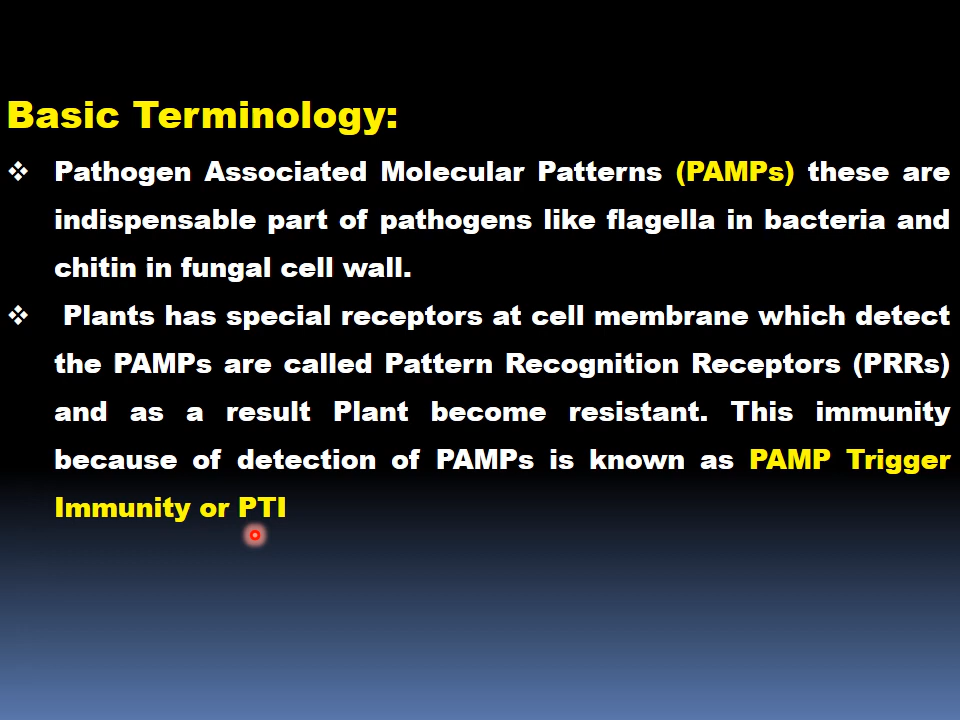 Basic Terminology:
❖ Pathogen Associated Molecular Patterns (PAMPs) these are
indispensable part of pathogens like flagella in bacteria and
chitin in fungal cell wall.
❖ Plants has special receptors at cell membrane which detect
the PAMPs are called Pattern Recognition Receptors (PRRs)
and as a result Plant become resistant. This immunity
because of detection of PAMPs is known as PAMP Trigger
Immunity or PTI